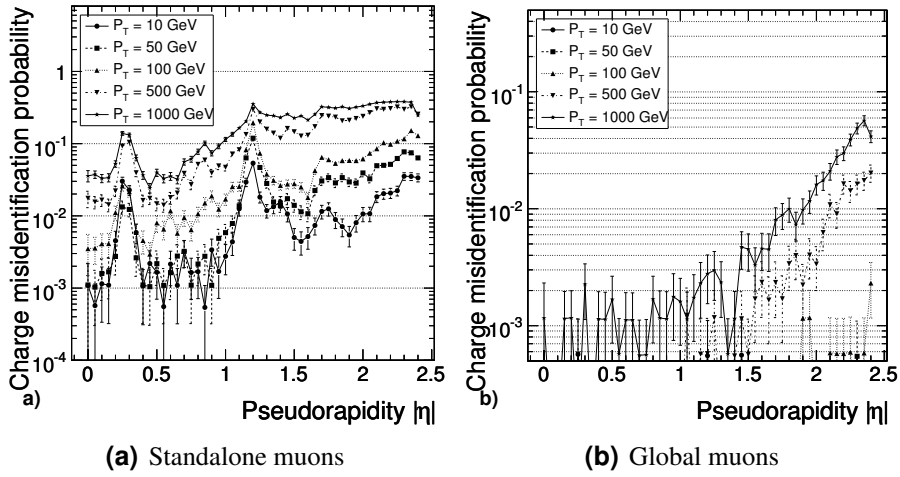 Charge misidentification probability
P_T = 10 GeV
P_T = 50 GeV
P_T = 100 GeV
P_T = 500 GeV
P_T = 1000 GeV
1
10^-1
10^-2
10^-3
10^-4
0 0.5 1.0 1.5 2.0 2.5
a)
Pseudorapidity |η|
(a) Standalone muons
Charge misidentification probability
P_T = 10 GeV
P_T = 50 GeV
P_T = 100 GeV
P_T = 500 GeV
P_T = 1000 GeV
10^-1
10^-2
10^-3
0 0.5 1 1.5 2 2.5
b)
Pseudorapidity |η|
(b) Global muons